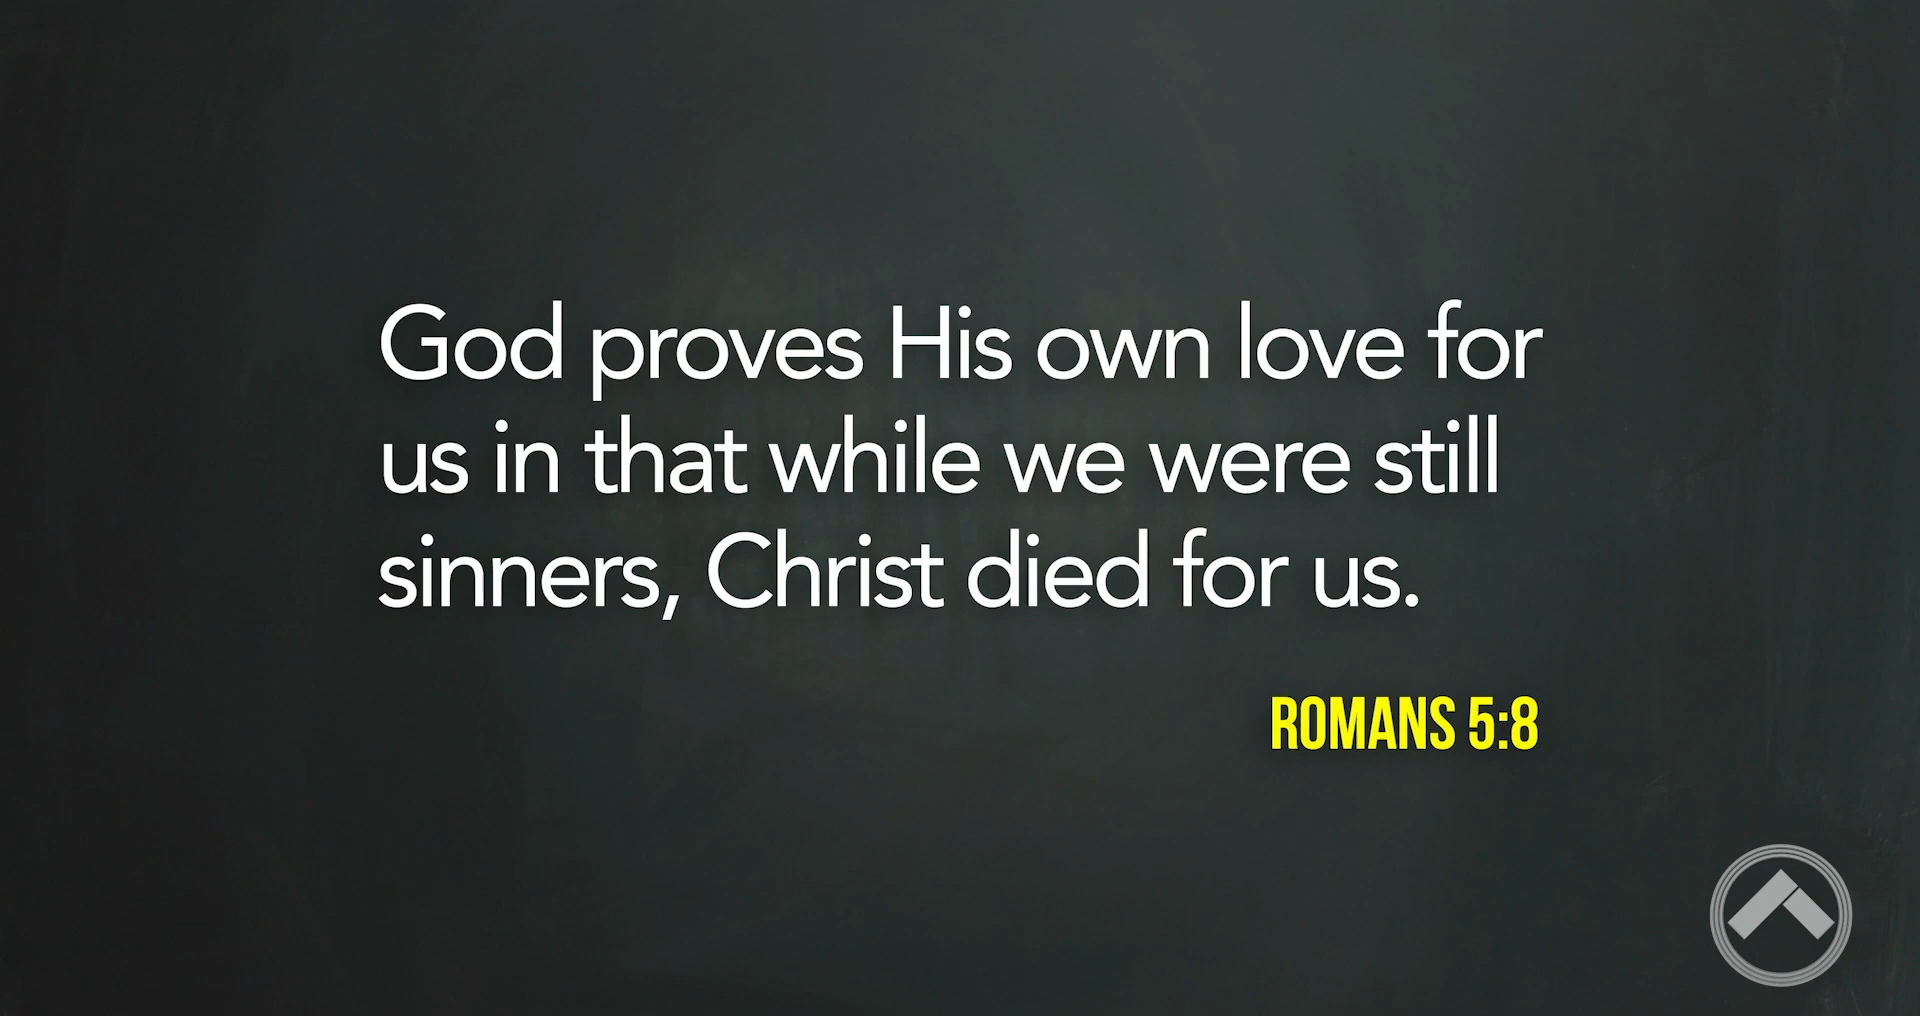 God proves His own love for
us in that while we were still
sinners, Christ died for us.
ROMANS 5:8